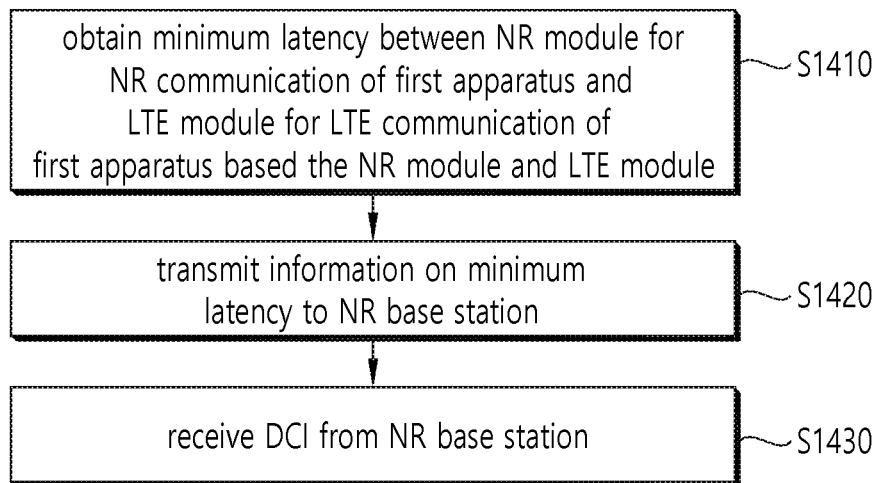 obtain minimum latency between NR module for
NR communication of first apparatus and
LTE module for LTE communication of
first apparatus based the NR module and LTE module
S1410
transmit information on minimum
latency to NR base station
S1420
receive DCI from NR base station
S1430